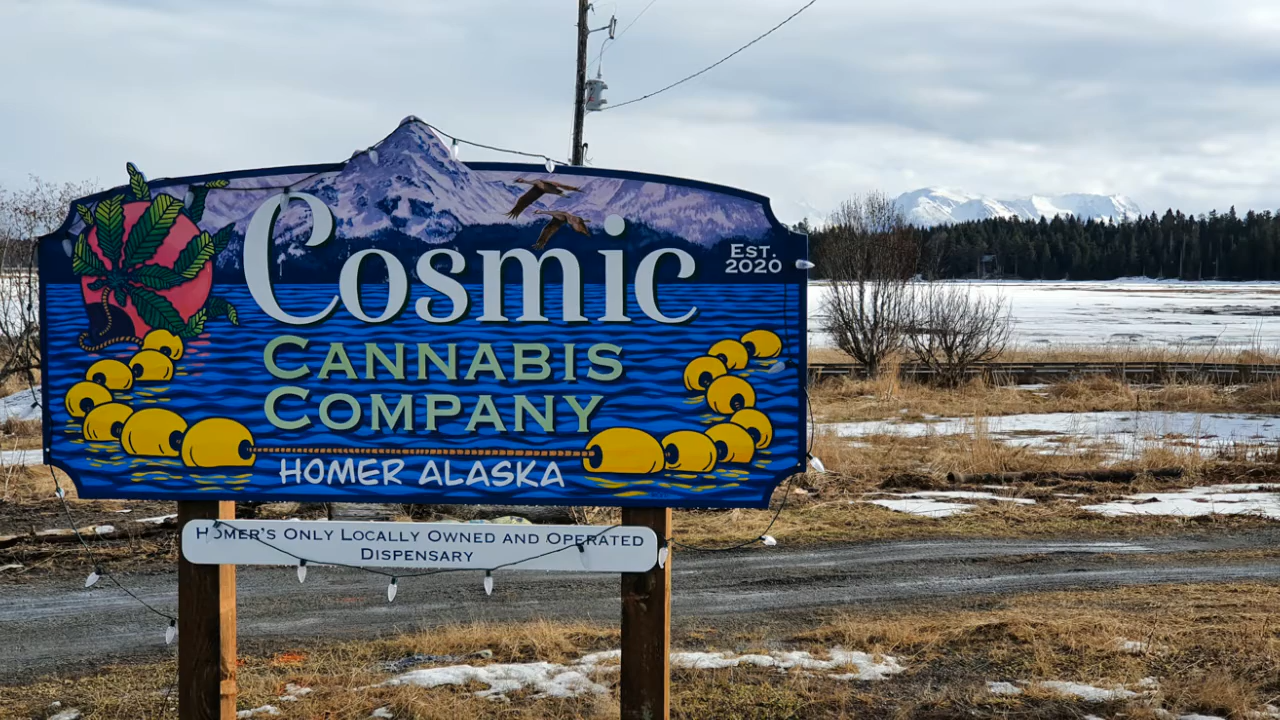 Cosmic
EST.
2020
CANNABIS
COMPANY
HOMER ALASKA
HOMER'S ONLY LOCALLY OWNED AND OPERATED
DISPENSARY